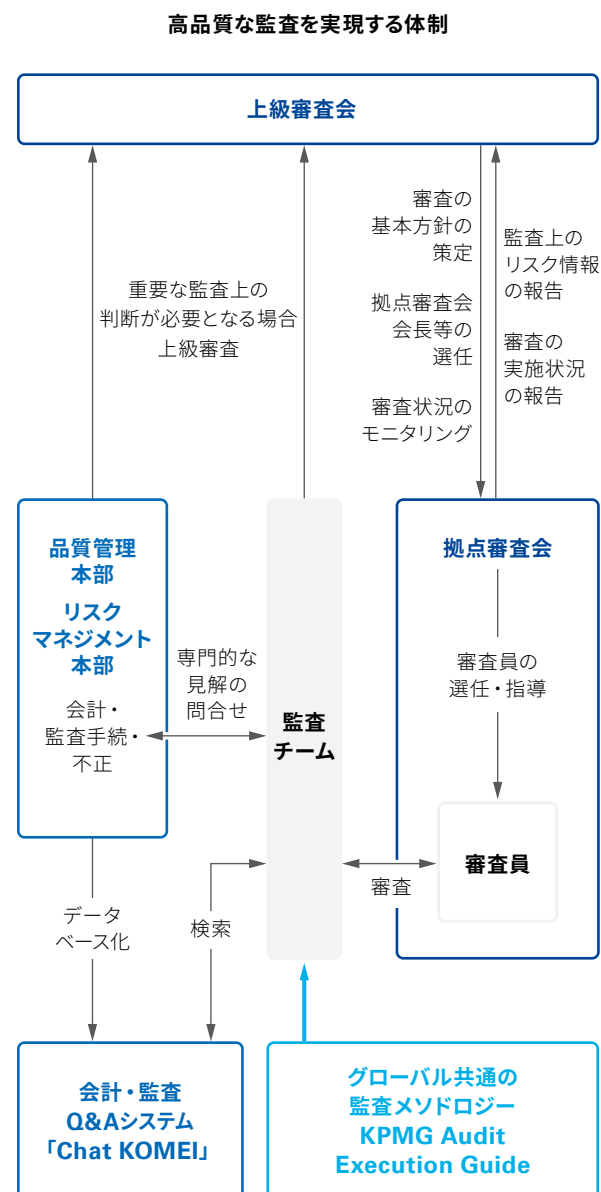 高品質な監査を実現する体制
上級審査会
重要な監査上の
判断が必要となる場合
上級審査
審査の
基本方針の
策定
拠点審査会
会長等の
選任
審査状況の
モニタリング
監査上の
リスク情報
の報告
審査の
実施状況
の報告
品質管理
本部
リスク
マネジメント
本部
会計・
監査手続・
不正
専門的な
見解の
問合せ
監査
チーム
拠点審査会
審査員の
選任・指導
審査員
審査
データ
ベース化
検索
会計・監査
Q&Aシステム
「Chat KOMEI」
グローバル共通の
監査メソドロジー
KPMG Audit
Execution Guide